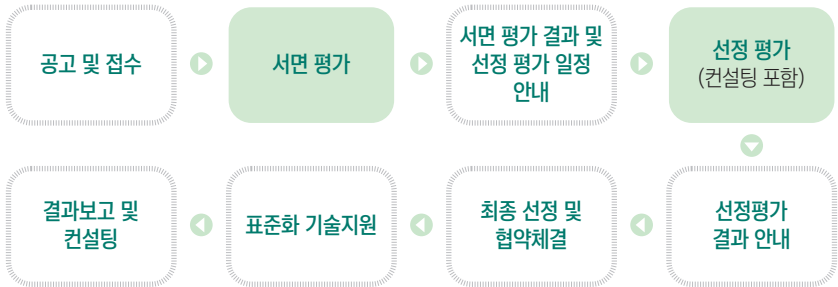 공고 및 접수
서면 평가
서면 평가 결과 및
선정 평가 일정
안내
선정 평가
(컨설팅 포함)
선정평가
결과 안내
최종 선정 및
협약체결
표준화 기술지원
결과보고 및
컨설팅